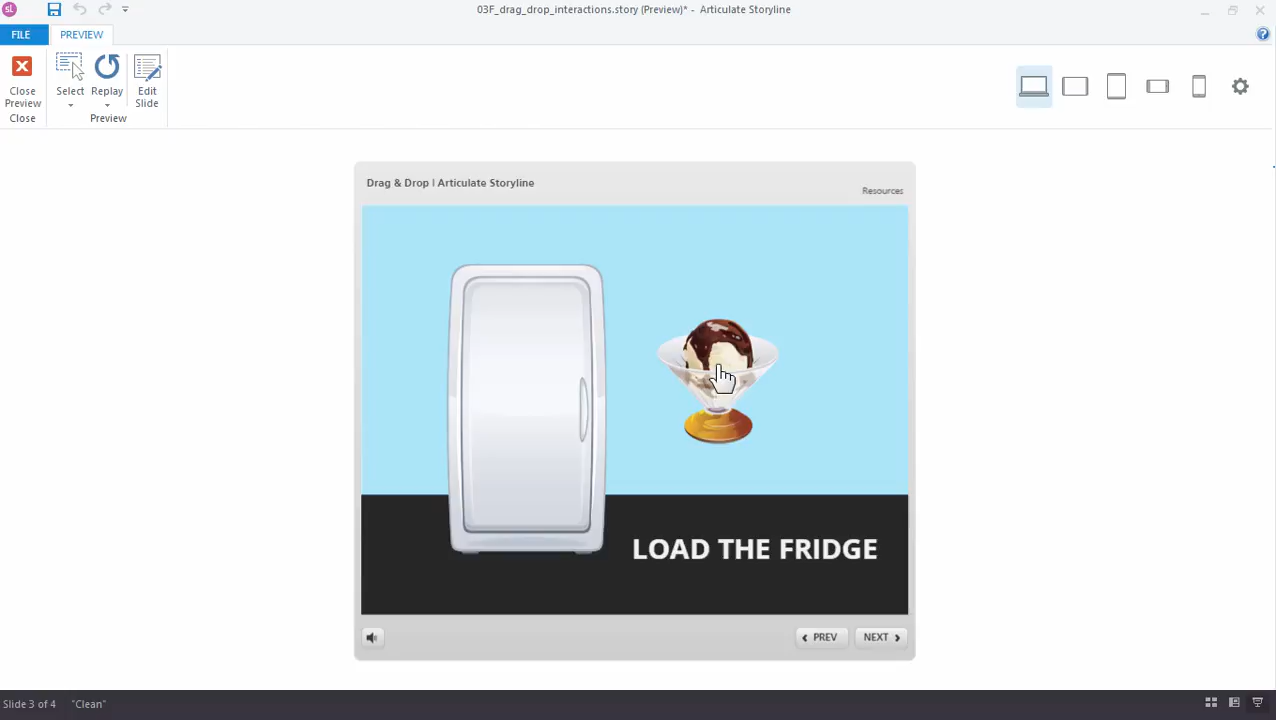 sl
03F_drag_drop_interactions.story (Preview)* - Articulate Storyline
FILE
PREVIEW
?
Close Preview
Select
Replay
Edit Slide
Close
Preview
Drag & Drop | Articulate Storyline
Resources
LOAD THE FRIDGE
PREV
NEXT
Slide 3 of 4
"Clean"